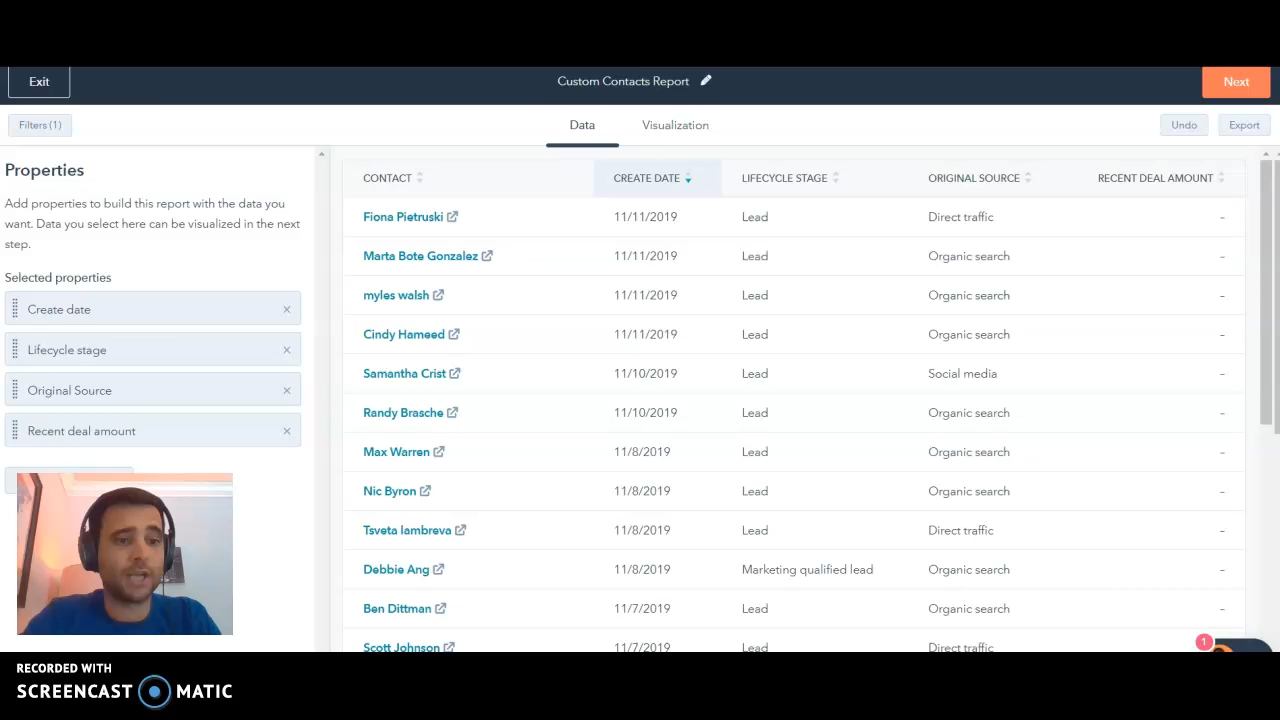 Exit
Custom Contacts Report
Next
Filters (1)
Data
Visualization
Undo
Export
Properties
Add properties to build this report with the data you
want. Data you select here can be visualized in the next
step.
Selected properties
Create date
Lifecycle stage
Original Source
Recent deal amount
CONTACT CREATE DATE LIFECYCLE STAGE ORIGINAL SOURCE RECENT DEAL AMOUNT
Fiona Pietruski 11/11/2019 Lead Direct traffic -
Marta Bote Gonzalez 11/11/2019 Lead Organic search -
myles walsh 11/11/2019 Lead Organic search -
Cindy Hameed 11/11/2019 Lead Organic search -
Samantha Crist 11/10/2019 Lead Social media -
Randy Brasche 11/10/2019 Lead Organic search -
Max Warren 11/8/2019 Lead Organic search -
Nic Byron 11/8/2019 Lead Organic search -
Tsveta lambreva 11/8/2019 Lead Direct traffic -
Debbie Ang 11/8/2019 Marketing qualified lead Organic search -
Ben Dittman 11/7/2019 Lead Organic search -
Scott Johnson 11/7/2019 Lead Direct traffic
1
RECORDED WITH
SCREENCAST MATIC